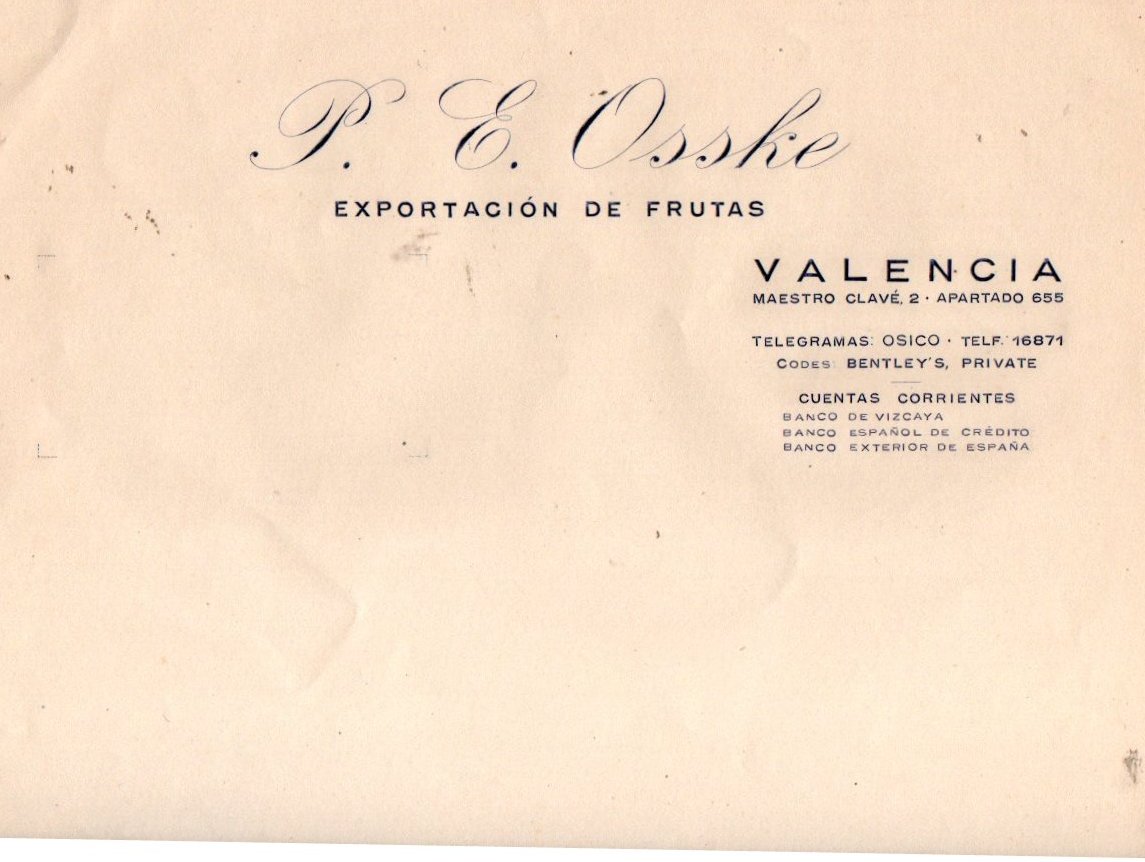 P. E. Osske
EXPORTACIÓN DE FRUTAS
VALENCIA
MAESTRO CLAVÉ, 2 · APARTADO 655
TELEGRAMAS: OSICO · TELF. 16871
CODES: BENTLEY'S, PRIVATE
CUENTAS CORRIENTES
BANCO DE VIZCAYA
BANCO ESPAÑOL DE CRÉDITO
BANCO EXTERIOR DE ESPAÑA